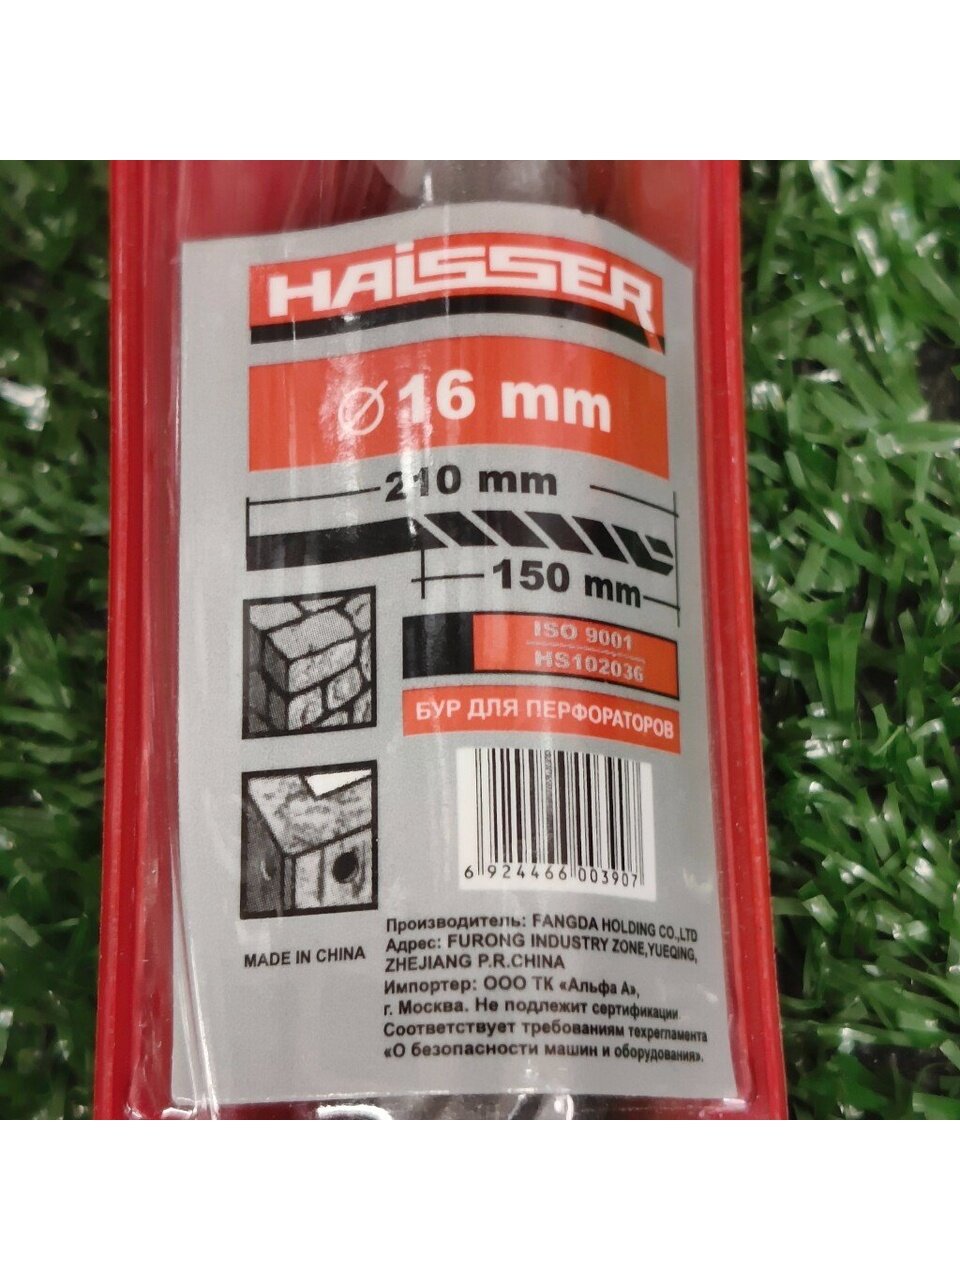 HAISSER
Ø 16 mm
210 mm
150 mm
ISO 9001
HS102036
БУР ДЛЯ ПЕРФОРАТОРОВ
6 924466 003907
MADE IN CHINA
Производитель: FANGDA HOLDING CO.,LTD
Адрес: FURONG INDUSTRY ZONE,YUEQING,
ZHEJIANG P.R.CHINA
Импортер: ООО ТК «Альфа А»,
г. Москва. Не подлежит сертификации
Соответствует требованиям техрегламента
«О безопасности машин и оборудования».